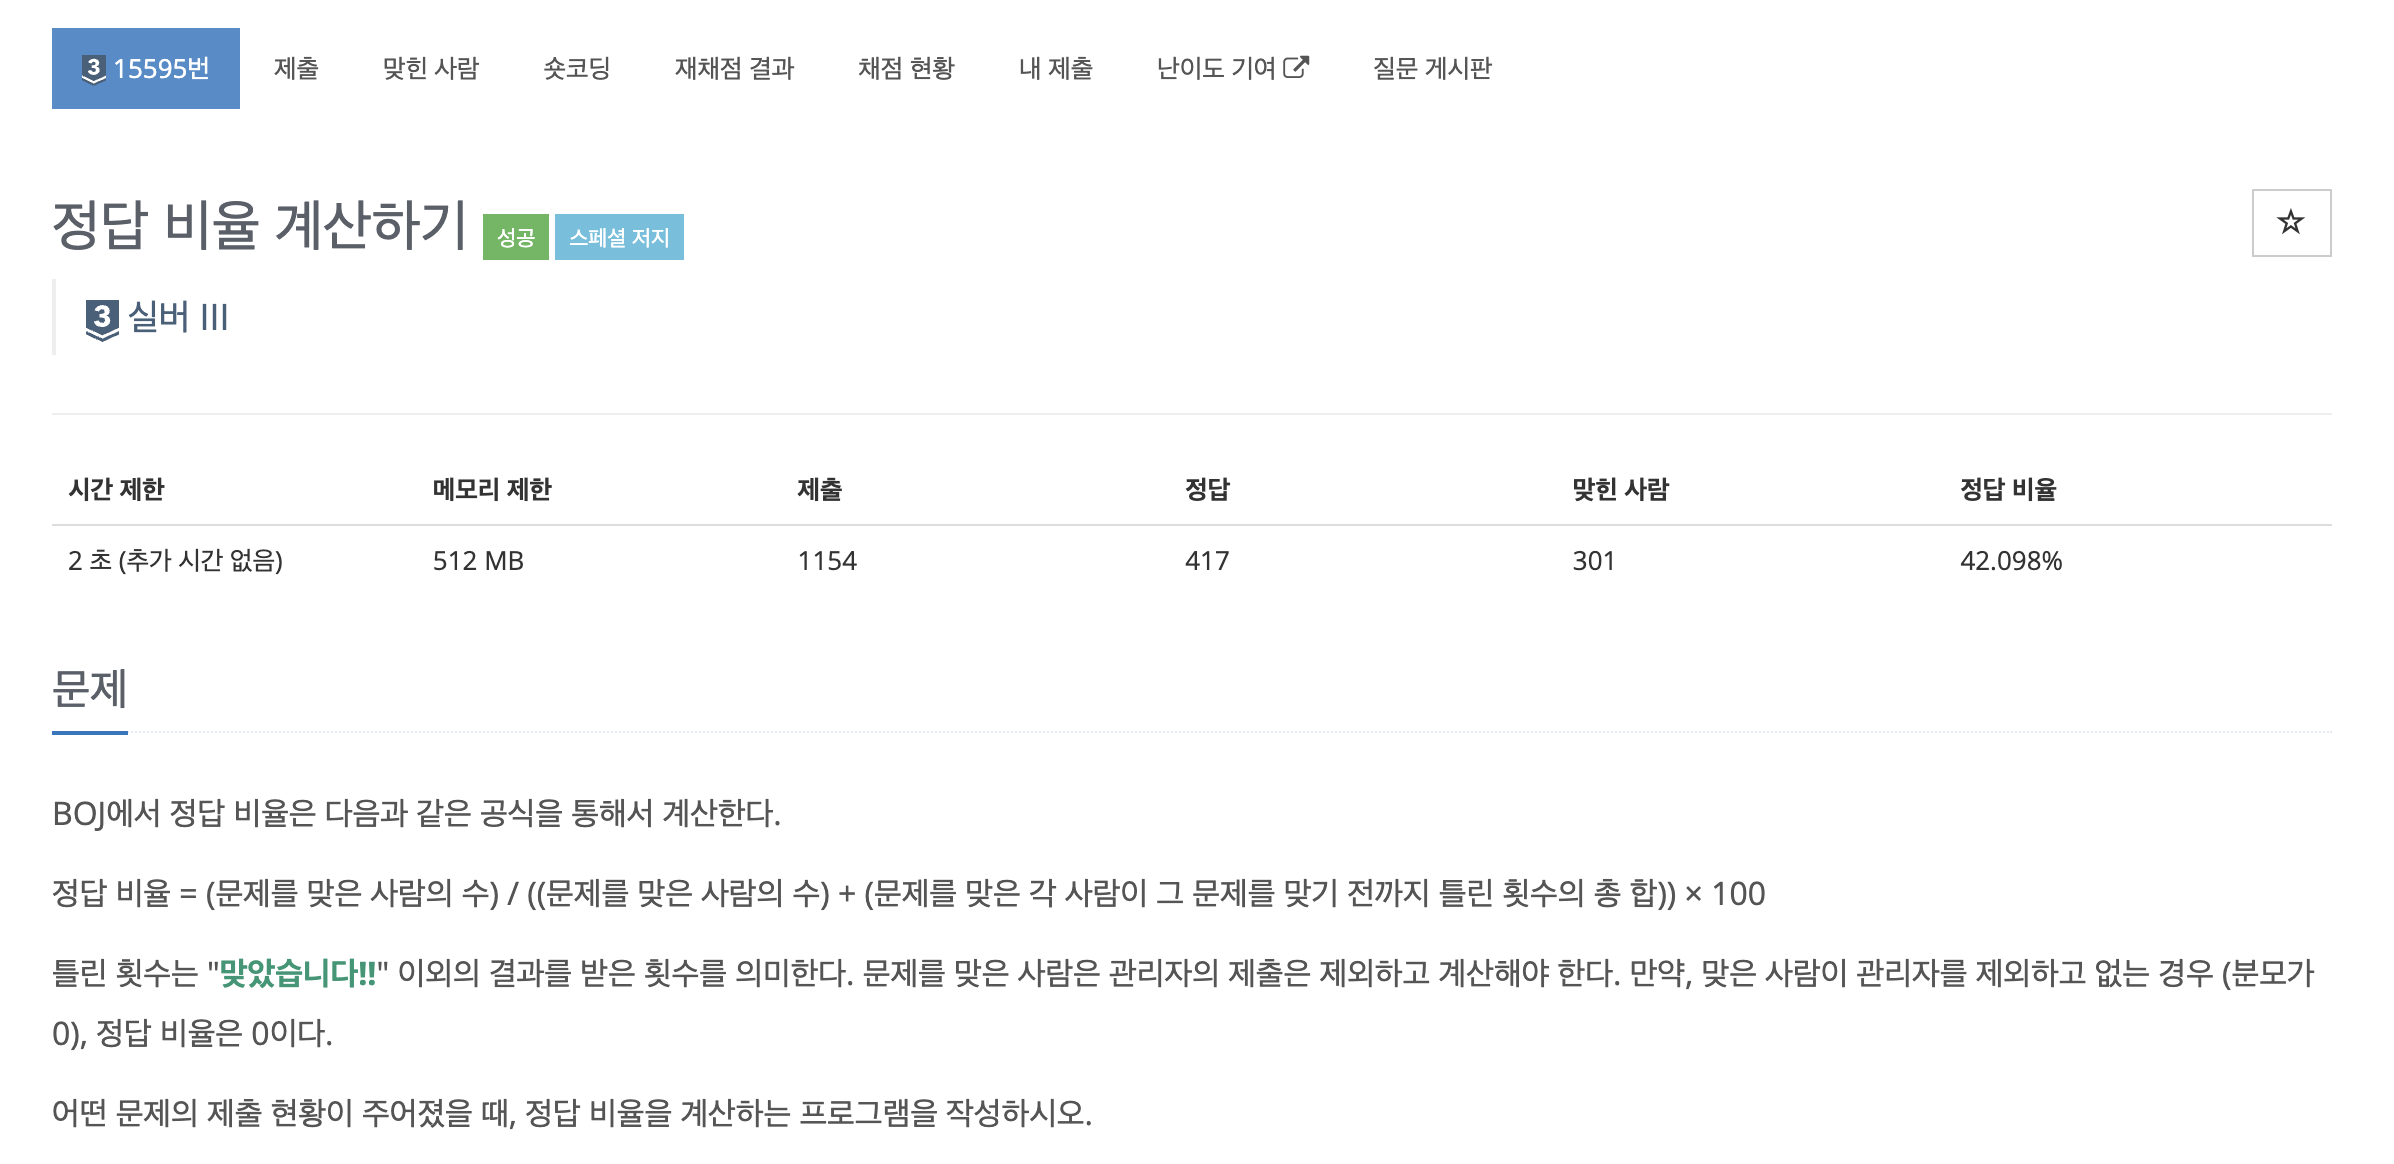 3 15595번 제출 맞힌 사람 숏코딩 재채점 결과 채점 현황 내 제출 난이도 기여 질문 게시판
정답 비율 계산하기 성공 스페셜 저지
3 실버 III
시간 제한 메모리 제한 제출 정답 맞힌 사람 정답 비율
2 초 (추가 시간 없음) 512 MB 1154 417 301 42.098%
문제
BOJ에서 정답 비율은 다음과 같은 공식을 통해서 계산한다.
정답 비율 = (문제를 맞은 사람의 수) / ((문제를 맞은 사람의 수) + (문제를 맞은 각 사람이 그 문제를 맞기 전까지 틀린 횟수의 총 합)) × 100
틀린 횟수는 "맞았습니다!!" 이외의 결과를 받은 횟수를 의미한다. 문제를 맞은 사람은 관리자의 제출은 제외하고 계산해야 한다. 만약, 맞은 사람이 관리자를 제외하고 없는 경우 (분모가
0), 정답 비율은 0이다.
어떤 문제의 제출 현황이 주어졌을 때, 정답 비율을 계산하는 프로그램을 작성하시오.